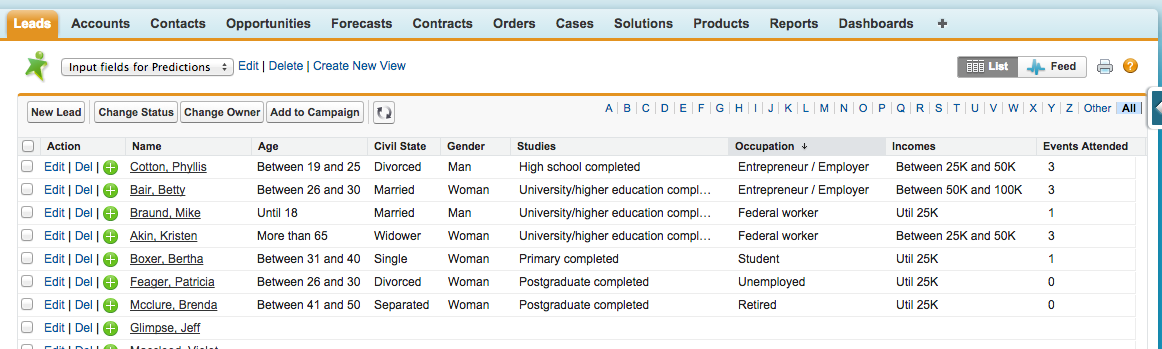 Leads Accounts Contacts Opportunities Forecasts Contracts Orders Cases Solutions Products Reports Dashboards +
Input fields for Predictions Edit | Delete | Create New View List Feed ?
New Lead Change Status Change Owner Add to Campaign A B C D E F G H I J K L M N O P Q R S T U V W X Y Z Other All
Action Name Age Civil State Gender Studies Occupation ↓ Incomes Events Attended
Edit | Del | Cotton, Phyllis Between 19 and 25 Divorced Man High school completed Entrepreneur / Employer Between 25K and 50K 3
Edit | Del | Bair, Betty Between 26 and 30 Married Woman University/higher education compl... Entrepreneur / Employer Between 50K and 100K 3
Edit | Del | Braund, Mike Until 18 Married Man University/higher education compl... Federal worker Util 25K 1
Edit | Del | Akin, Kristen More than 65 Widower Woman University/higher education compl... Federal worker Between 25K and 50K 3
Edit | Del | Boxer, Bertha Between 31 and 40 Single Woman Primary completed Student Util 25K 1
Edit | Del | Feager, Patricia Between 26 and 30 Divorced Woman Postgraduate completed Unemployed Util 25K 0
Edit | Del | Mcclure, Brenda Between 41 and 50 Separated Woman Postgraduate completed Retired Util 25K 0
Edit | Del | Glimpse, Jeff
Edit | Del |